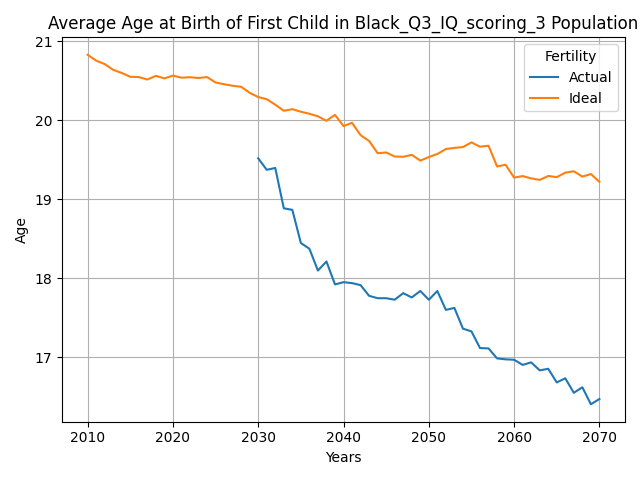 Average Age at Birth of First Child in Black_Q3_IQ_scoring_3 Population
21
20
19
18
17
Age
Fertility
Actual
Ideal
2010 2020 2030 2040 2050 2060 2070
Years